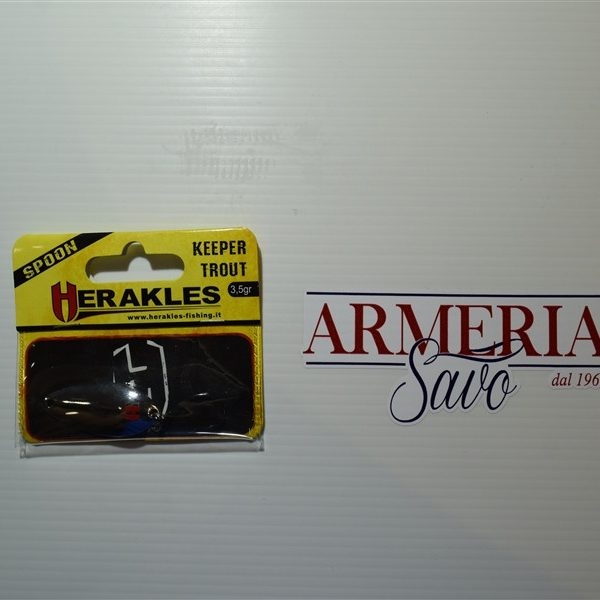 SPOON
KEEPER
TROUT
HERAKLES
3,5gr
www.herakles-fishing.it
ARMERIA
Savo
dal 196